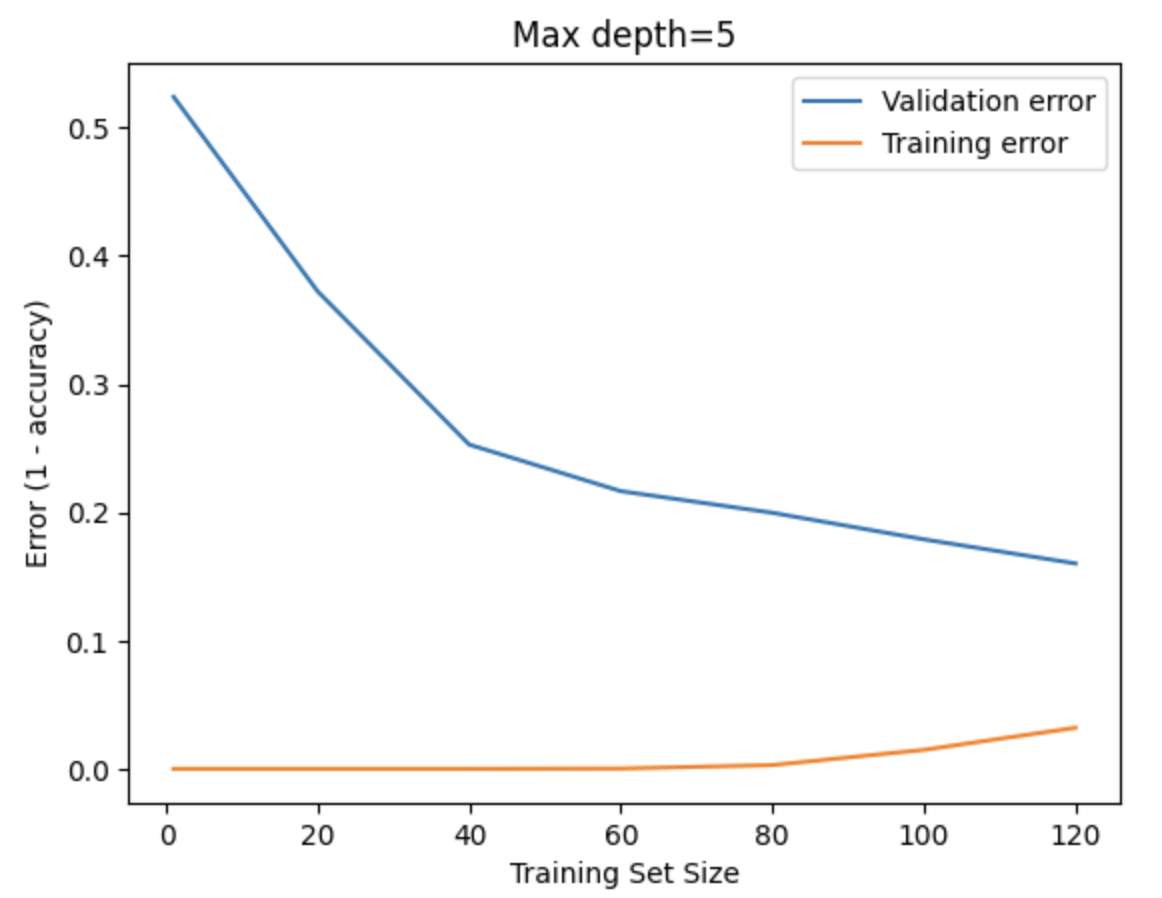 Max depth=5
Validation error
Training error
0.5
0.4
0.3
0.2
0.1
0.0
Error (1 - accuracy)
0 20 40 60 80 100 120
Training Set Size